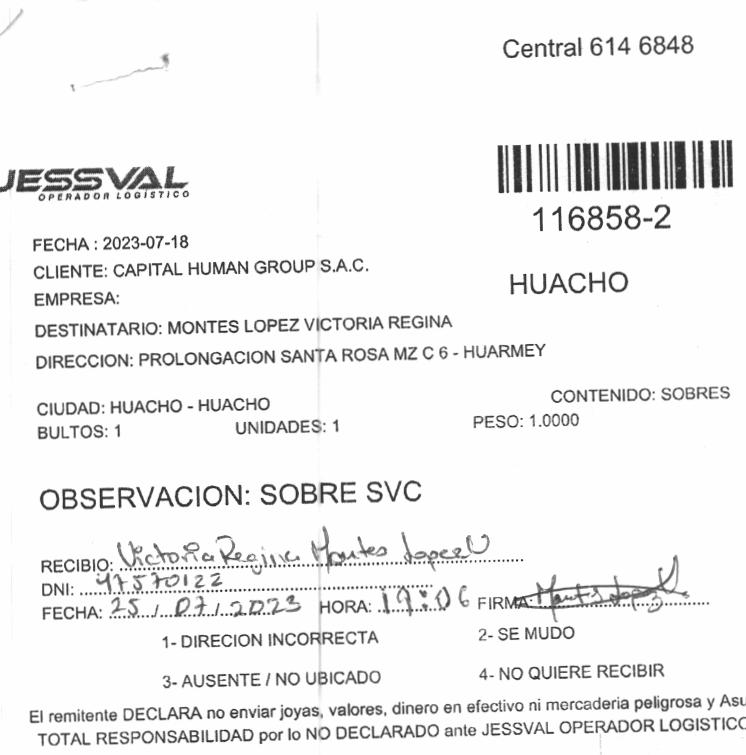 Central 614 6848
JESSVAL
OPERADOR LOGÍSTICO
116858-2
FECHA : 2023-07-18
CLIENTE: CAPITAL HUMAN GROUP S.A.C.
EMPRESA:
HUACHO
DESTINATARIO: MONTES LOPEZ VICTORIA REGINA
DIRECCION: PROLONGACION SANTA ROSA MZ C 6 - HUARMEY
CIUDAD: HUACHO - HUACHO CONTENIDO: SOBRES
BULTOS: 1 UNIDADES: 1 PESO: 1.0000
OBSERVACION: SOBRE SVC
RECIBIO: Victoria Regina Montes Lopez
DNI: 47570122
FECHA: 25/07/2023 HORA: 19:06 FIRMA: Montes Lopez
1- DIRECION INCORRECTA 2- SE MUDO
3- AUSENTE / NO UBICADO 4- NO QUIERE RECIBIR
El remitente DECLARA no enviar joyas, valores, dinero en efectivo ni mercaderia peligrosa y Asu
TOTAL RESPONSABILIDAD por lo NO DECLARADO ante JESSVAL OPERADOR LOGISTICO